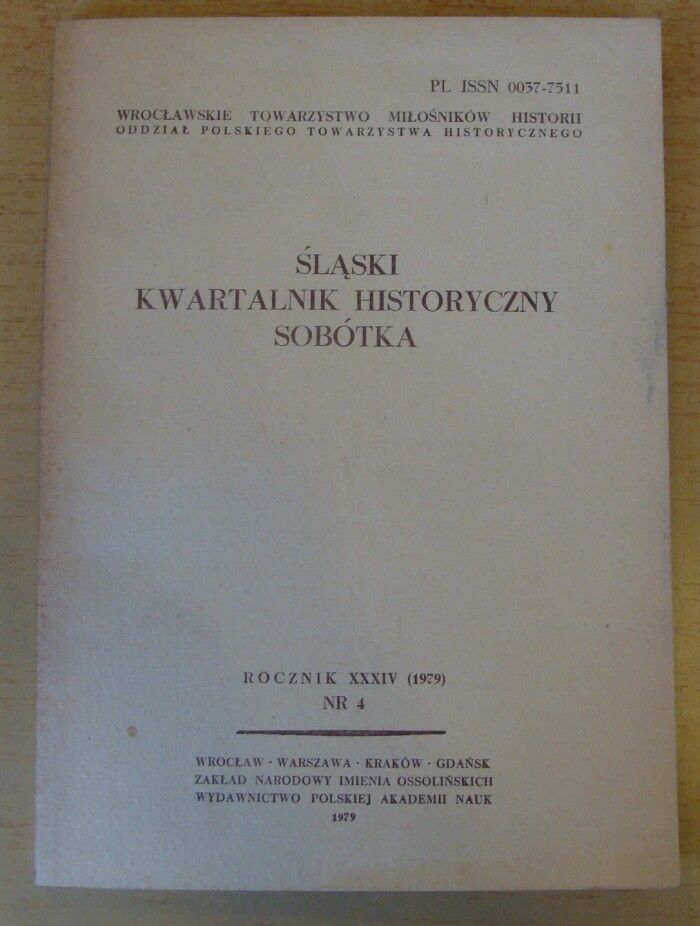 PL ISSN 0037-7511
WROCŁAWSKIE TOWARZYSTWO MIŁOŚNIKÓW HISTORII
ODDZIAŁ POLSKIEGO TOWARZYSTWA HISTORYCZNEGO
ŚLĄSKI
KWARTALNIK HISTORYCZNY
SOBÓTKA
ROCZNIK XXXIV (1979)
NR 4
WROCŁAW · WARSZAWA · KRAKÓW · GDAŃSK
ZAKŁAD NARODOWY IMIENIA OSSOLIŃSKICH
WYDAWNICTWO POLSKIEJ AKADEMII NAUK
1979